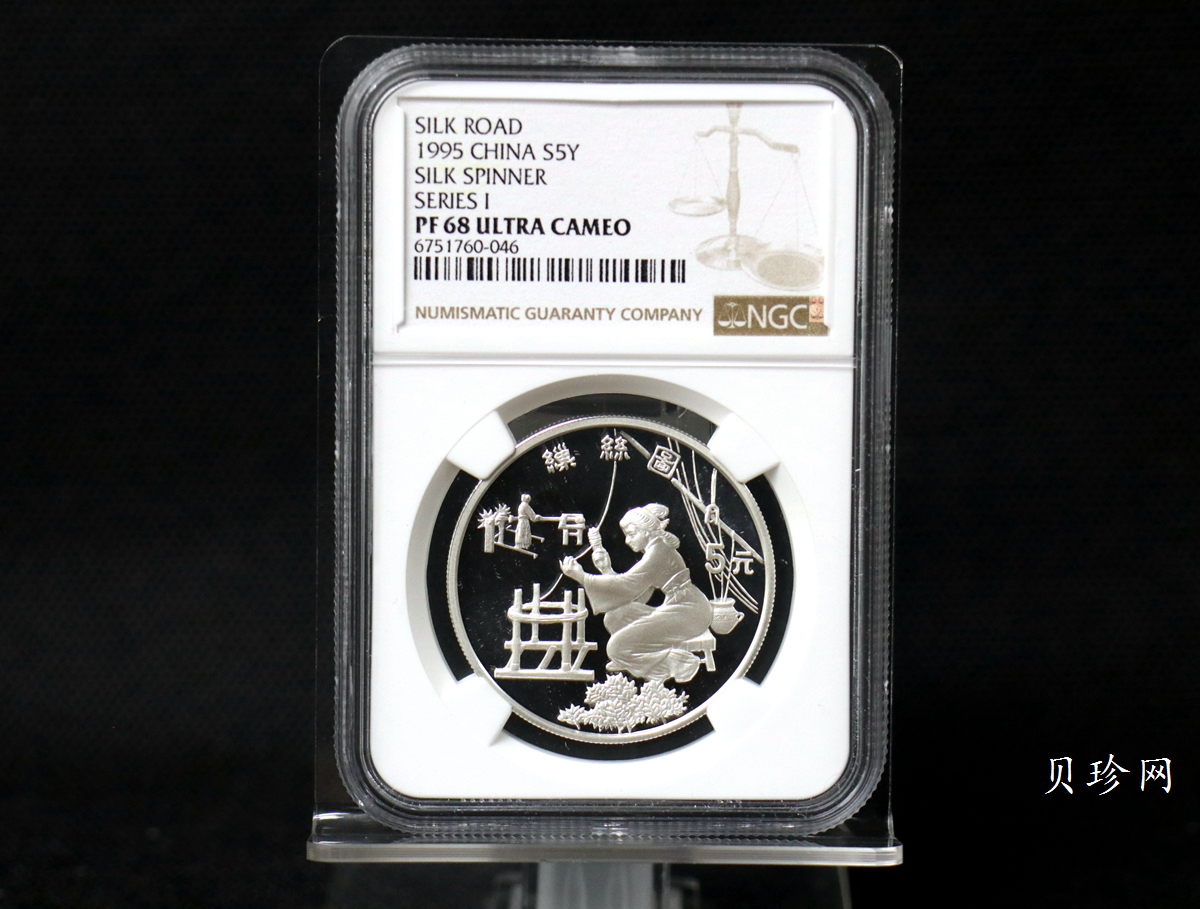 SILK ROAD
1995 CHINA S5Y
SILK SPINNER
SERIES I
PF 68 ULTRA CAMEO
6751760-046
NUMISMATIC GUARANTY COMPANY
NGC
繅絲圖
5元
贝珍网